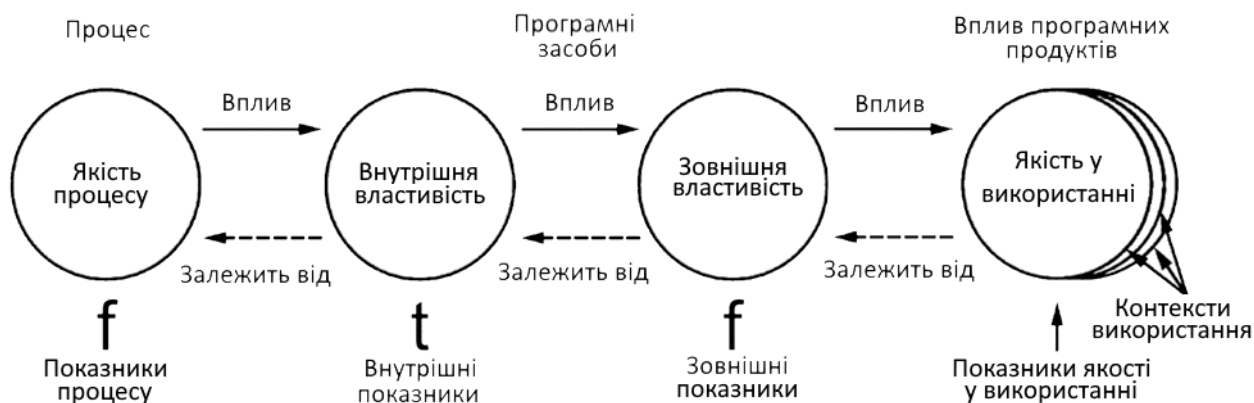 Процес
Програмні
засоби
Вплив програмних
продуктів
Вплив
Вплив
Вплив
Якість
процесу
Внутрішня
властивість
Зовнішня
властивість
Якість у
використанні
Залежить від
Залежить від
Залежить від
f
t
f
Контексти
використання
Показники
процесу
Внутрішні
показники
Зовнішні
показники
Показники якості
у використанні